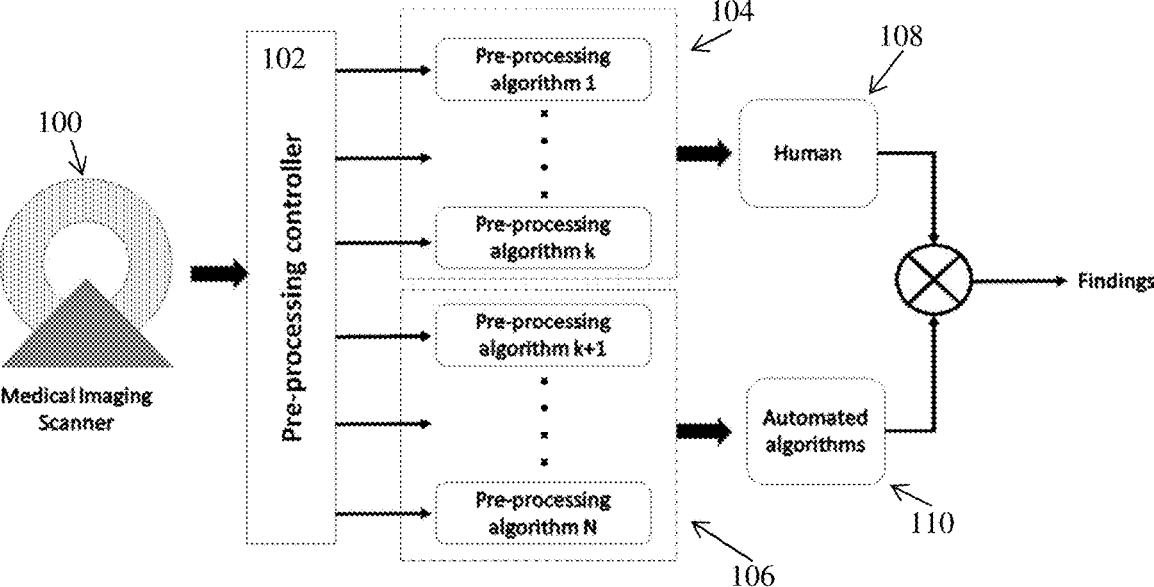 100
Medical Imaging
Scanner
102
Pre-processing controller
104
Pre-processing
algorithm 1
Pre-processing
algorithm k
Pre-processing
algorithm k+1
Pre-processing
algorithm N
106
108
Human
Automated
algorithms
110
Findings